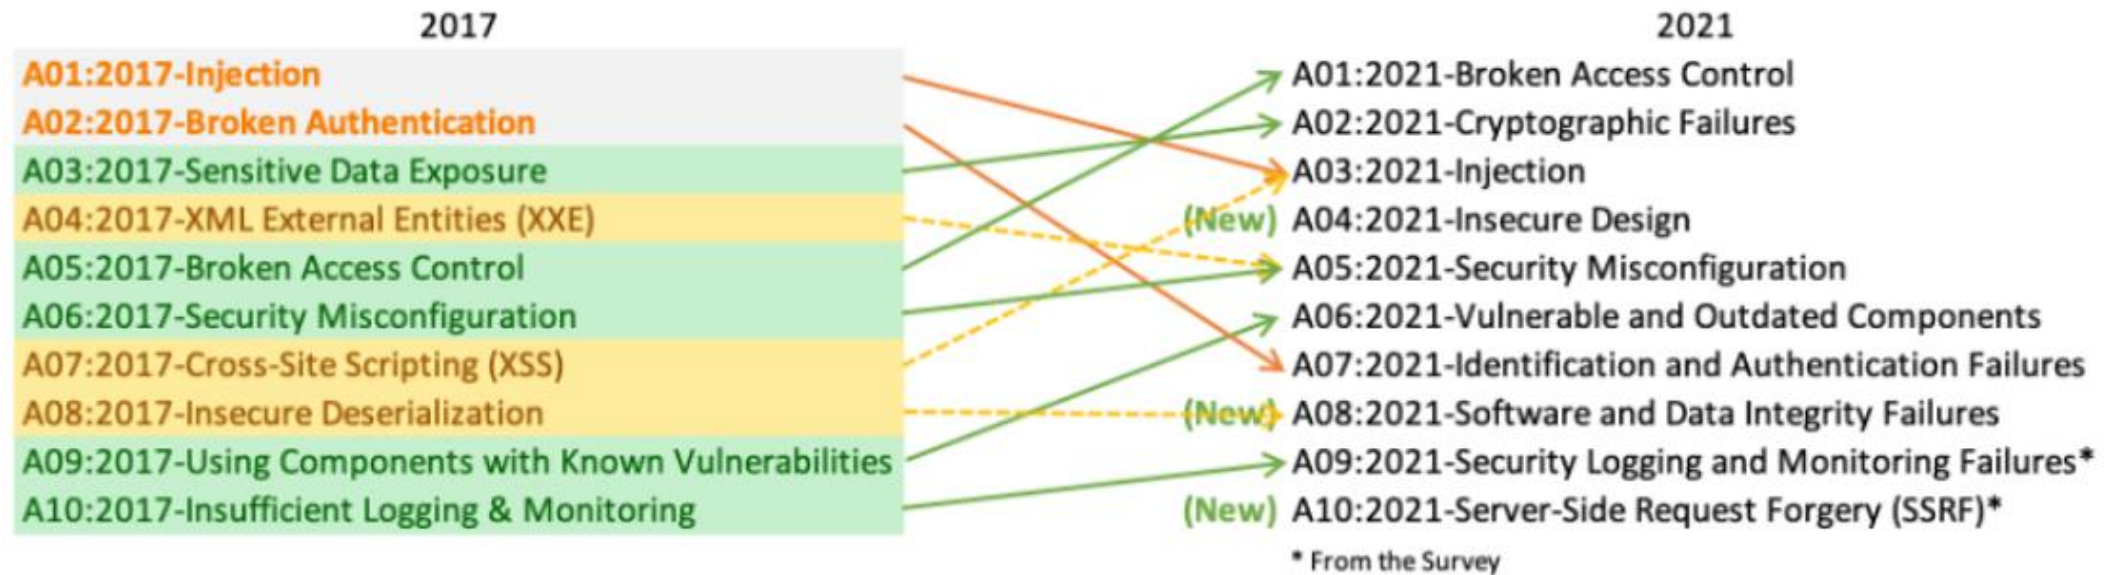 2017
A01:2017-Injection
A02:2017-Broken Authentication
A03:2017-Sensitive Data Exposure
A04:2017-XML External Entities (XXE)
A05:2017-Broken Access Control
A06:2017-Security Misconfiguration
A07:2017-Cross-Site Scripting (XSS)
A08:2017-Insecure Deserialization
A09:2017-Using Components with Known Vulnerabilities
A10:2017-Insufficient Logging & Monitoring
2021
A01:2021-Broken Access Control
A02:2021-Cryptographic Failures
A03:2021-Injection
(New) A04:2021-Insecure Design
A05:2021-Security Misconfiguration
A06:2021-Vulnerable and Outdated Components
A07:2021-Identification and Authentication Failures
(New) A08:2021-Software and Data Integrity Failures
A09:2021-Security Logging and Monitoring Failures*
(New) A10:2021-Server-Side Request Forgery (SSRF)*
* From the Survey